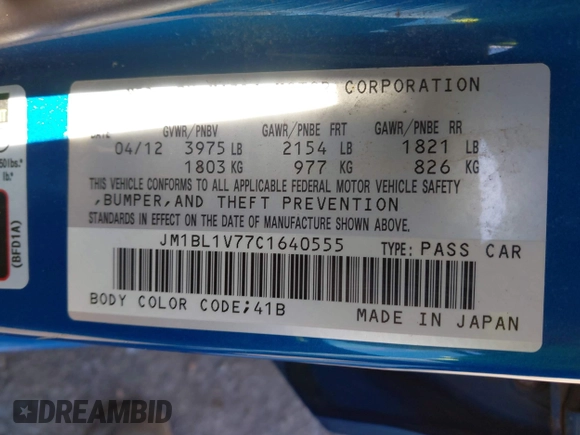 CORPORATION
GVWR/PNBV GAWR/PNBE FRT GAWR/PNBE RR
04/12 3975 LB 2154 LB 1821 LB
1803 KG 977 KG 826 KG
THIS VEHICLE CONFORMS TO ALL APPLICABLE FEDERAL MOTOR VEHICLE SAFETY
,BUMPER,AND THEFT PREVENTION
STANDARDS IN EFFECT ON THE DATE OF MANUFACTURE SHOWN ABOVE.
JM1BL1V77C1640555 TYPE: PASS CAR
BODY COLOR CODE;41B MADE IN JAPAN
50lbs.*
lb.*
(BFD1A)
DREAMBID